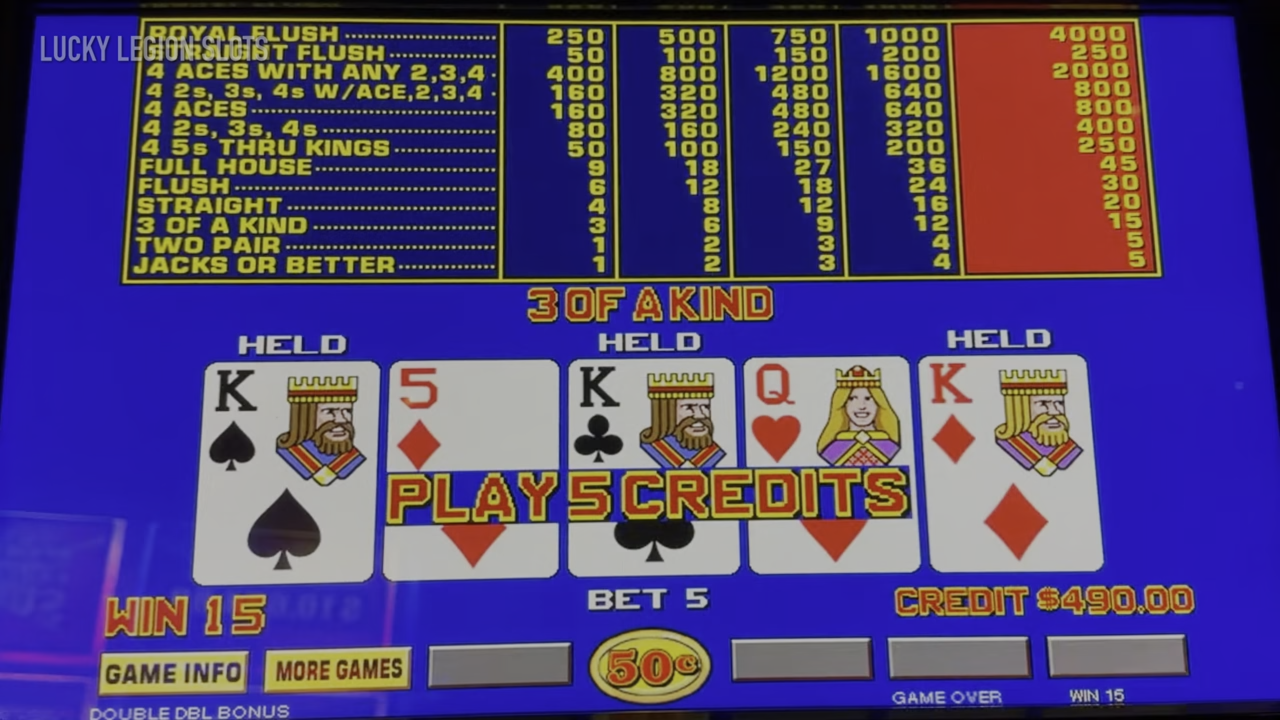 LUCKY LEGION SLOTS
ROYAL FLUSH 250 500 750 1000 4000
FLUSH 50 100 150 200 250
4 ACES WITH ANY 2,3,4 400 800 1200 1600 2000
4 2s, 3s, 4s W/ACE,2,3,4 160 320 480 640 800
4 ACES 160 320 480 640 800
4 2s, 3s, 4s 80 160 240 320 400
4 5s THRU KINGS 50 100 150 200 250
FULL HOUSE 9 18 27 36 45
FLUSH 6 12 18 24 30
STRAIGHT 4 8 12 16 20
3 OF A KIND 3 6 9 12 15
TWO PAIR 1 2 3 4 5
JACKS OR BETTER 1 2 3 4 5
3 OF A KIND
HELD HELD HELD
K 5 K Q K
PLAY 5 CREDITS
WIN 15 BET 5 CREDIT $490.00
GAME INFO MORE GAMES 50¢
GAME OVER WIN 15
DOUBLE DBL BONUS